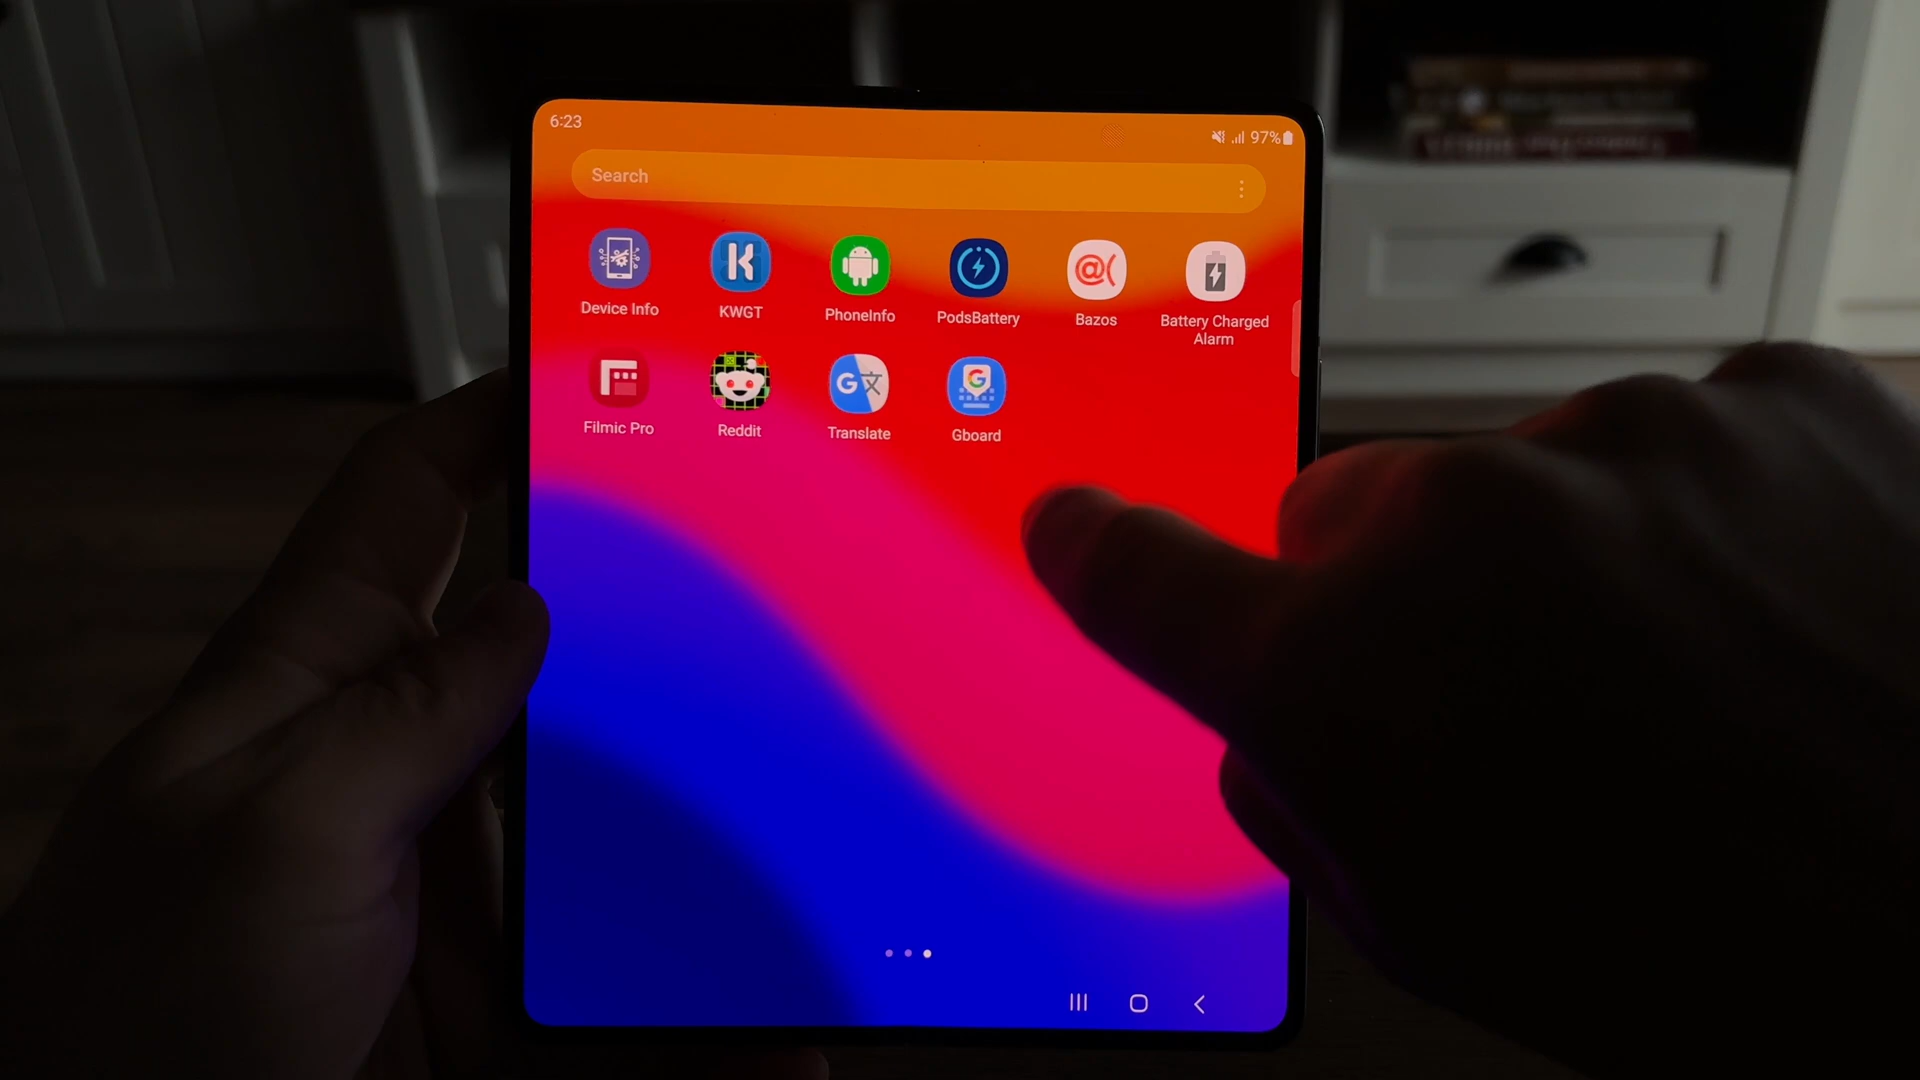 6:23
97%
Search
Device Info
KWGT
PhoneInfo
PodsBattery
Bazos
Battery Charged
Alarm
Filmic Pro
Reddit
Translate
Gboard